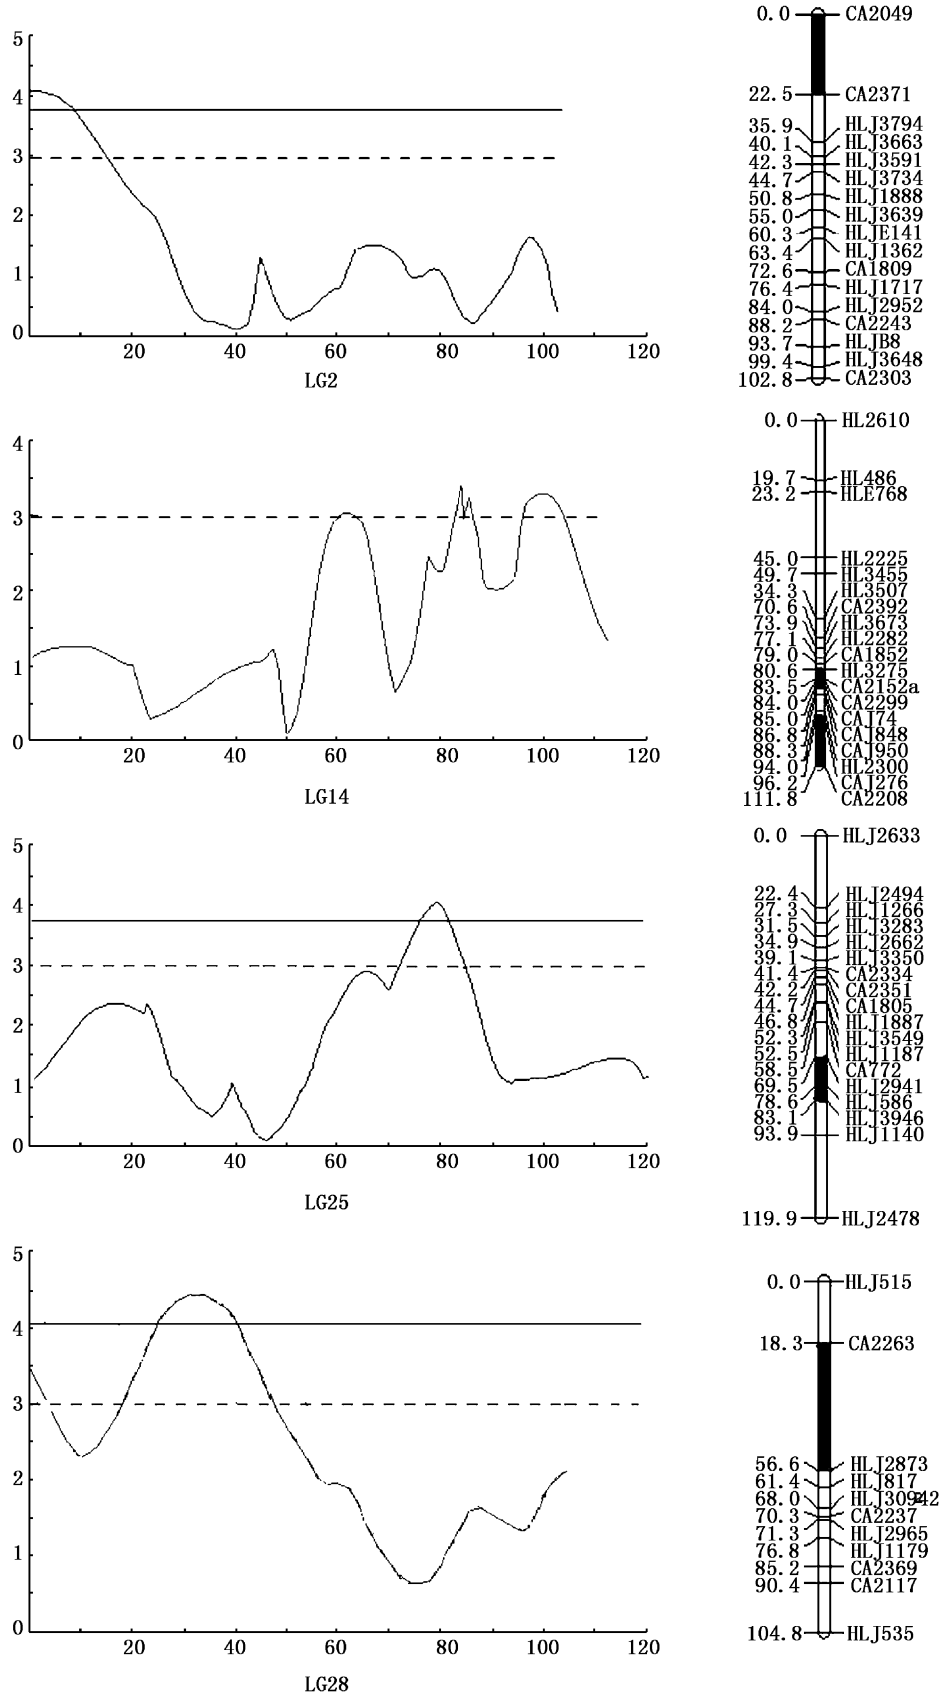 5
4
3
2
1
0
20 40 60 80 100 120
LG2
0.0 CA2049
22.5 CA2371
35.9 HLJ3794
40.1 HLJ3663
42.3 HLJ3591
44.7 HLJ3734
50.8 HLJ1888
55.0 HLJ3639
60.3 HLJE141
63.4 HLJ1362
72.6 CA1809
76.4 HLJ1717
84.0 HLJ2952
88.2 CA2243
93.7 HLJB8
99.4 HLJ3648
102.8 CA2303
4
3
2
1
0
LG14
0.0 HL2610
19.7 HL486
23.2 HLE768
45.0 HL2225
49.7 HL3455
34.3 HL3507
70.6 CA2392
73.9 HL3673
77.1 HL2282
79.0 CA1852
80.6 HL3275
83.5 CA2152a
84.0 CA2299
85.0 CAJ74
86.8 CAJ848
88.3 CAJ950
94.0 HL2300
96.2 CAJ276
111.8 CA2208
5
4
3
2
1
0
20 40 60 80 100 120
LG25
0.0 HLJ2633
22.4 HLJ2494
27.3 HLJ1266
31.5 HLJ3283
34.9 HLJ2662
39.1 HLJ3350
41.4 CA2334
42.2 CA2351
44.7 CA1805
46.8 HLJ1887
52.3 HLJ3549
52.5 HLJ1187
58.5 CA772
69.5 HLJ2941
78.6 HLJ586
83.1 HLJ3946
93.9 HLJ1140
119.9 HLJ2478
5
4
3
2
1
0
20 40 60 80 100 120
LG28
0.0 HLJ515
18.3 CA2263
56.6 HLJ2873
61.4 HLJ817
68.0
70.3 CA2237
71.3 HLJ2965
76.8 HLJ1179
85.2 CA2369
90.4 CA2117
104.8 HLJ535